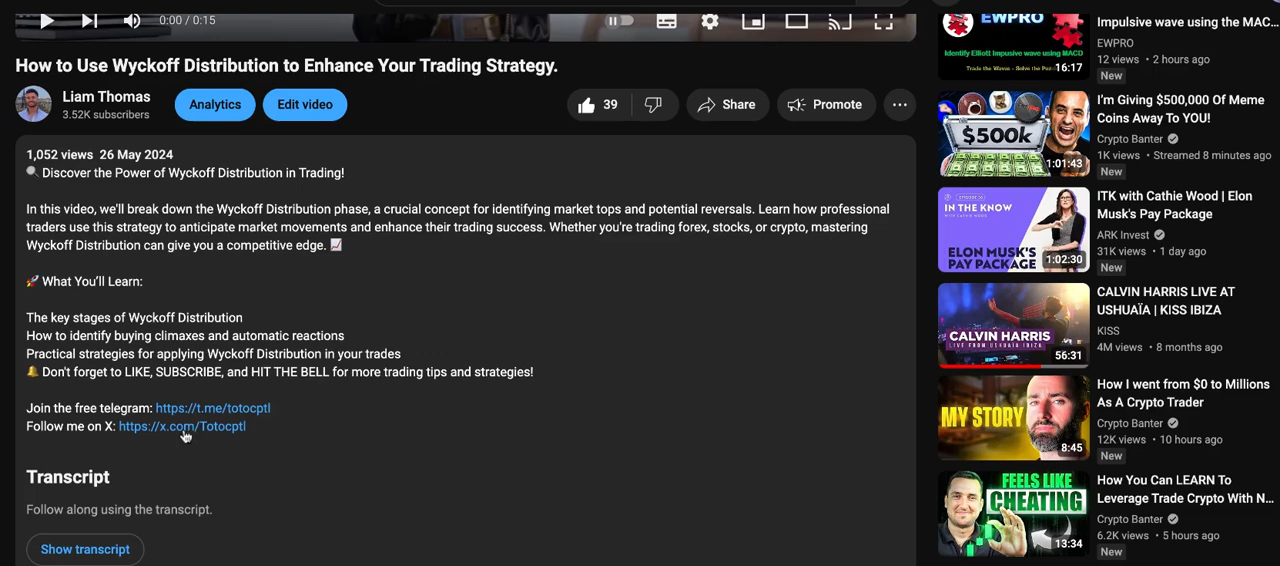 0:00 / 0:15
How to Use Wyckoff Distribution to Enhance Your Trading Strategy.
Liam Thomas
3.52K subscribers
Analytics
Edit video
39
Share
Promote
1,052 views 26 May 2024
🔍 Discover the Power of Wyckoff Distribution in Trading!
In this video, we'll break down the Wyckoff Distribution phase, a crucial concept for identifying market tops and potential reversals. Learn how professional
traders use this strategy to anticipate market movements and enhance their trading success. Whether you're trading forex, stocks, or crypto, mastering
Wyckoff Distribution can give you a competitive edge. 📈
🚀 What You'll Learn:
The key stages of Wyckoff Distribution
How to identify buying climaxes and automatic reactions
Practical strategies for applying Wyckoff Distribution in your trades
🔔 Don't forget to LIKE, SUBSCRIBE, and HIT THE BELL for more trading tips and strategies!
Join the free telegram: https://t.me/totocptl
Follow me on X: https://x.com/Totocptl
Transcript
Follow along using the transcript.
Show transcript
EWPRO
Identify Elliott Impulsive wave using MACD
16:17
Impulsive wave using the MAC...
EWPRO
12 views • 2 hours ago
New
$500k
1:01:43
I'm Giving $500,000 Of Meme
Coins Away To YOU!
Crypto Banter
1K views • Streamed 8 minutes ago
New
IN THE
KNOW
ELON MUSK'S
PAY PACKAGE
1:02:30
ITK with Cathie Wood | Elon
Musk's Pay Package
ARK Invest
31K views • 1 day ago
New
CALVIN HARRIS
LIVE FROM USHUAÏA IBIZA
56:31
CALVIN HARRIS LIVE AT
USHUAÏA | KISS IBIZA
KISS
4M views • 8 months ago
MY STORY
8:45
How I went from $0 to Millions
As A Crypto Trader
Crypto Banter
12K views • 10 hours ago
New
FEELS LIKE
CHEATING
13:34
How You Can LEARN To
Leverage Trade Crypto With N...
Crypto Banter
6.2K views • 5 hours ago
New